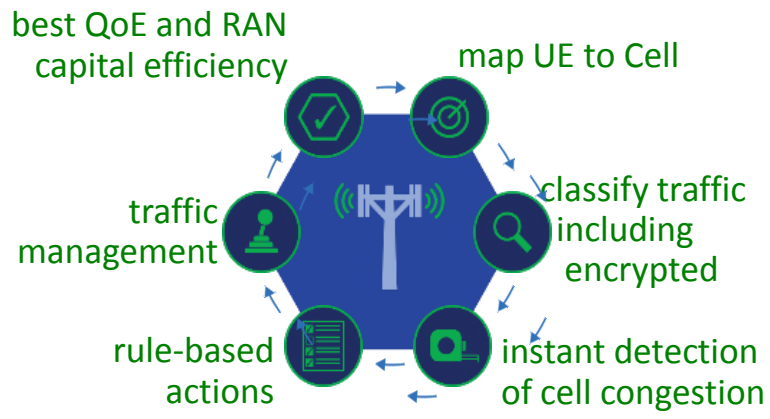 best QoE and RAN
capital efficiency
map UE to Cell
classify traffic
including
encrypted
instant detection
of cell congestion
rule-based
actions
traffic
management